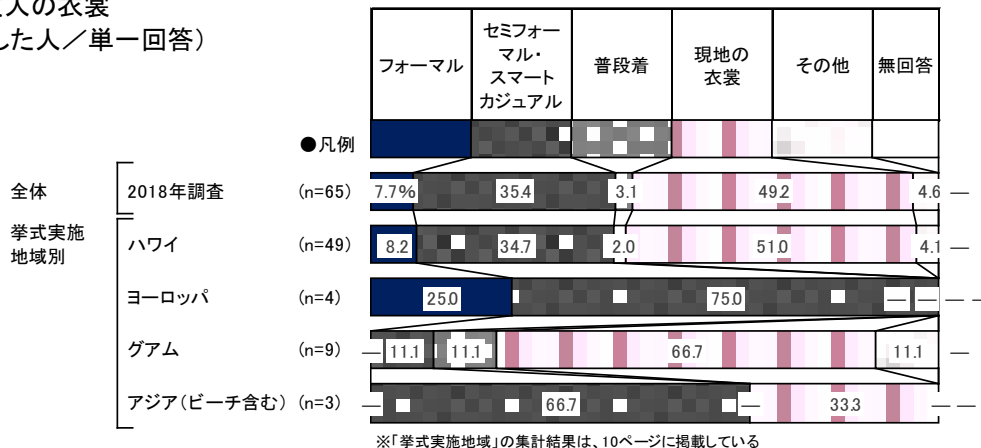 人の衣裳
した人／単一回答）
フォーマル
セミフォー
マル・
スマート
カジュアル
普段着
現地の
衣裳
その他
無回答
●凡例
全体
2018年調査
(n=65)
7.7%
35.4
3.1
49.2
4.6
—
挙式実施
地域別
ハワイ
(n=49)
8.2
34.7
2.0
51.0
4.1
—
ヨーロッパ
(n=4)
25.0
75.0
— — — —
グアム
(n=9)
—
11.1
11.1
66.7
11.1
—
アジア（ビーチ含む）
(n=3)
—
66.7
—
33.3
— —
※「挙式実施地域」の集計結果は、10ページに掲載している